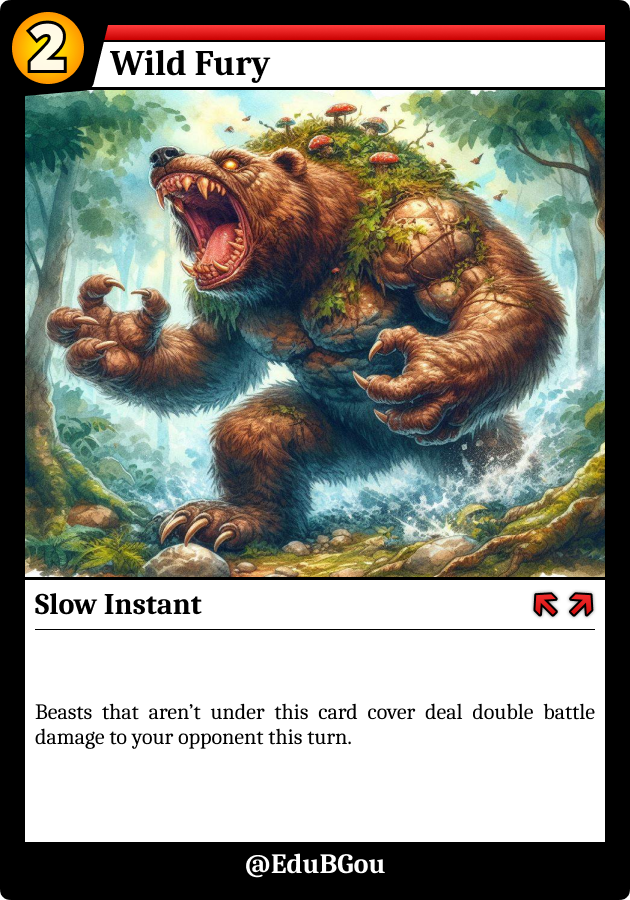 2
Wild Fury
Slow Instant
Beasts that aren’t under this card cover deal double battle
damage to your opponent this turn.
@EduBGou